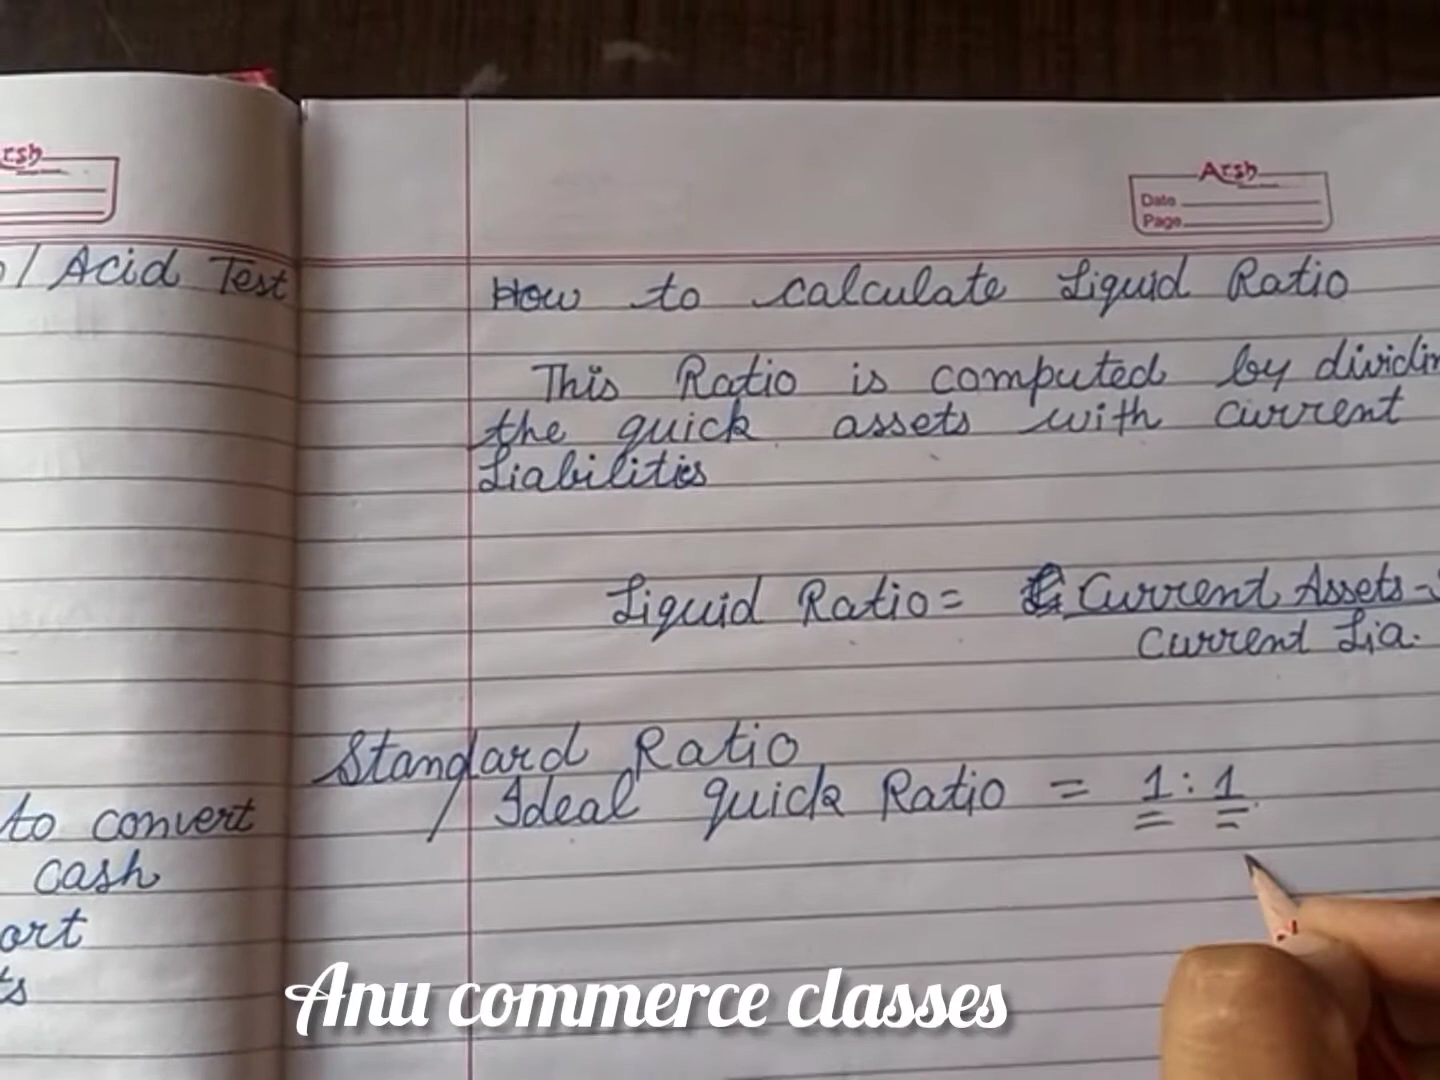 Arsh
/ Acid Test
to convert
cash
Arsh
Date
Page
How to calculate Liquid Ratio
This Ratio is computed by dividin
the quick assets with current
Liabilities
Liquid Ratio = Current Assets -
Current Lia.
Standard Ratio
/ Ideal quick Ratio = 1 : 1
Anu commerce classes